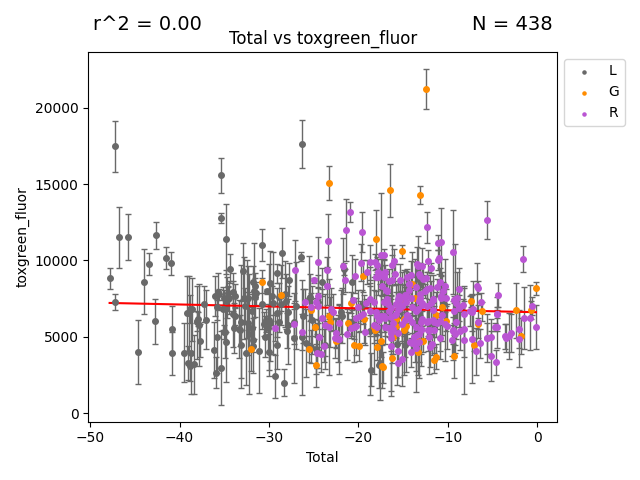 r^2 = 0.00
N = 438
Total vs toxgreen_fluor
20000
15000
10000
5000
0
toxgreen_fluor
−50
−40
−30
−20
−10
0
Total
L
G
R